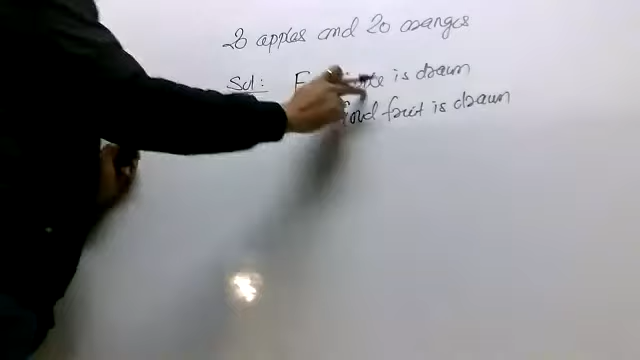 20 apples and 20 oranges
Sol: is drawn
fruit is drawn